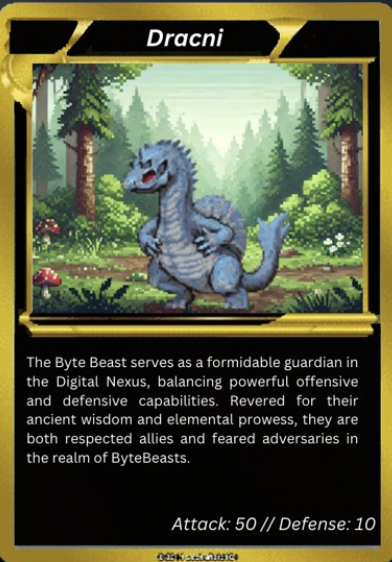 Dracni
The Byte Beast serves as a formidable guardian in
the Digital Nexus, balancing powerful offensive
and defensive capabilities. Revered for their
ancient wisdom and elemental prowess, they are
both respected allies and feared adversaries in
the realm of ByteBeasts.
Attack: 50 // Defense: 10